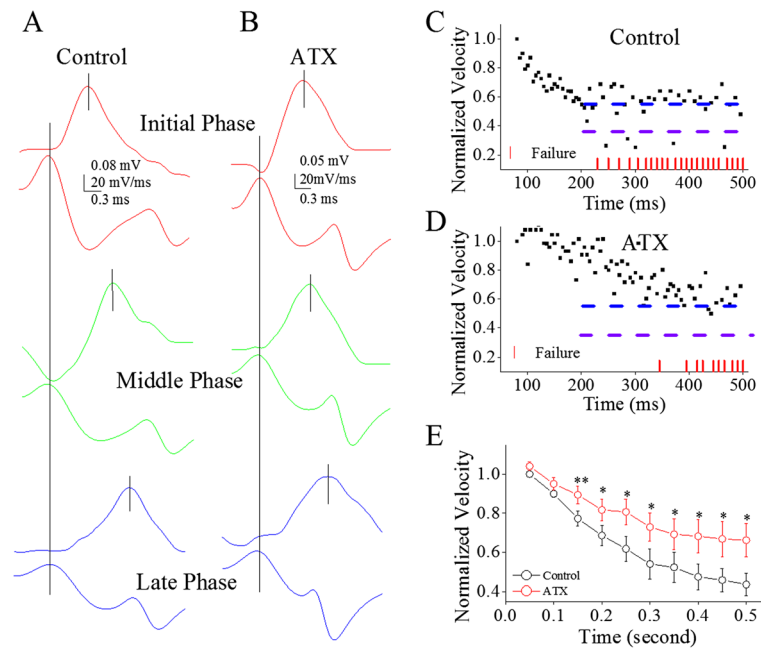 A
B
Control
ATX
Initial Phase
0.08 mV
20 mV/ms
0.3 ms
0.05 mV
20mV/ms
0.3 ms
Middle Phase
Late Phase
C
Control
Normalized Velocity
1.0
0.8
0.6
0.4
0.2
Failure
100 200 300 400 500
Time (ms)
D
ATX
Normalized Velocity
1.0
0.8
0.6
0.4
0.2
Failure
100 200 300 400 500
Time (ms)
E
Normalized Velocity
1.0
0.8
0.6
0.4
** * * * * * * *
Control
ATX
0.0 0.1 0.2 0.3 0.4 0.5
Time (second)